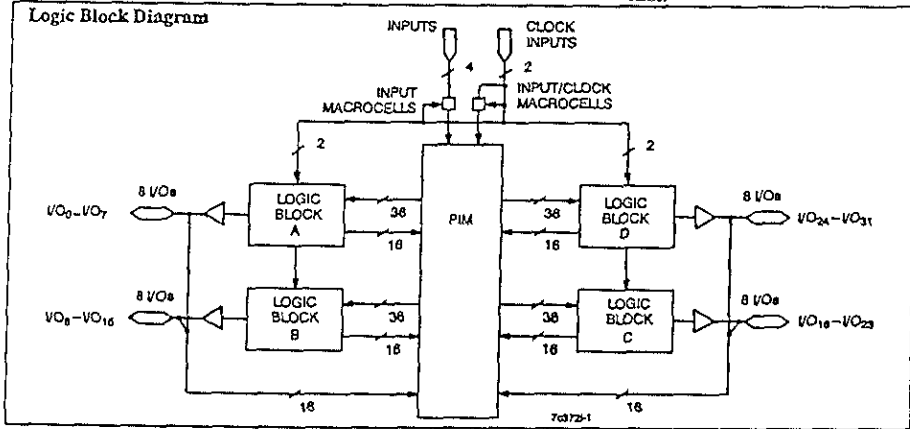 Logic Block Diagram
INPUTS
CLOCK
INPUTS
4
2
INPUT
MACROCELLS
INPUT/CLOCK
MACROCELLS
2
2
8 I/Os
I/O0–I/O7
LOGIC
BLOCK
A
36
16
PIM
36
16
LOGIC
BLOCK
D
8 I/Os
I/O24–I/O31
8 I/Os
I/O8–I/O15
LOGIC
BLOCK
B
36
16
36
16
LOGIC
BLOCK
C
8 I/Os
I/O16–I/O23
16
16
7c372i-1